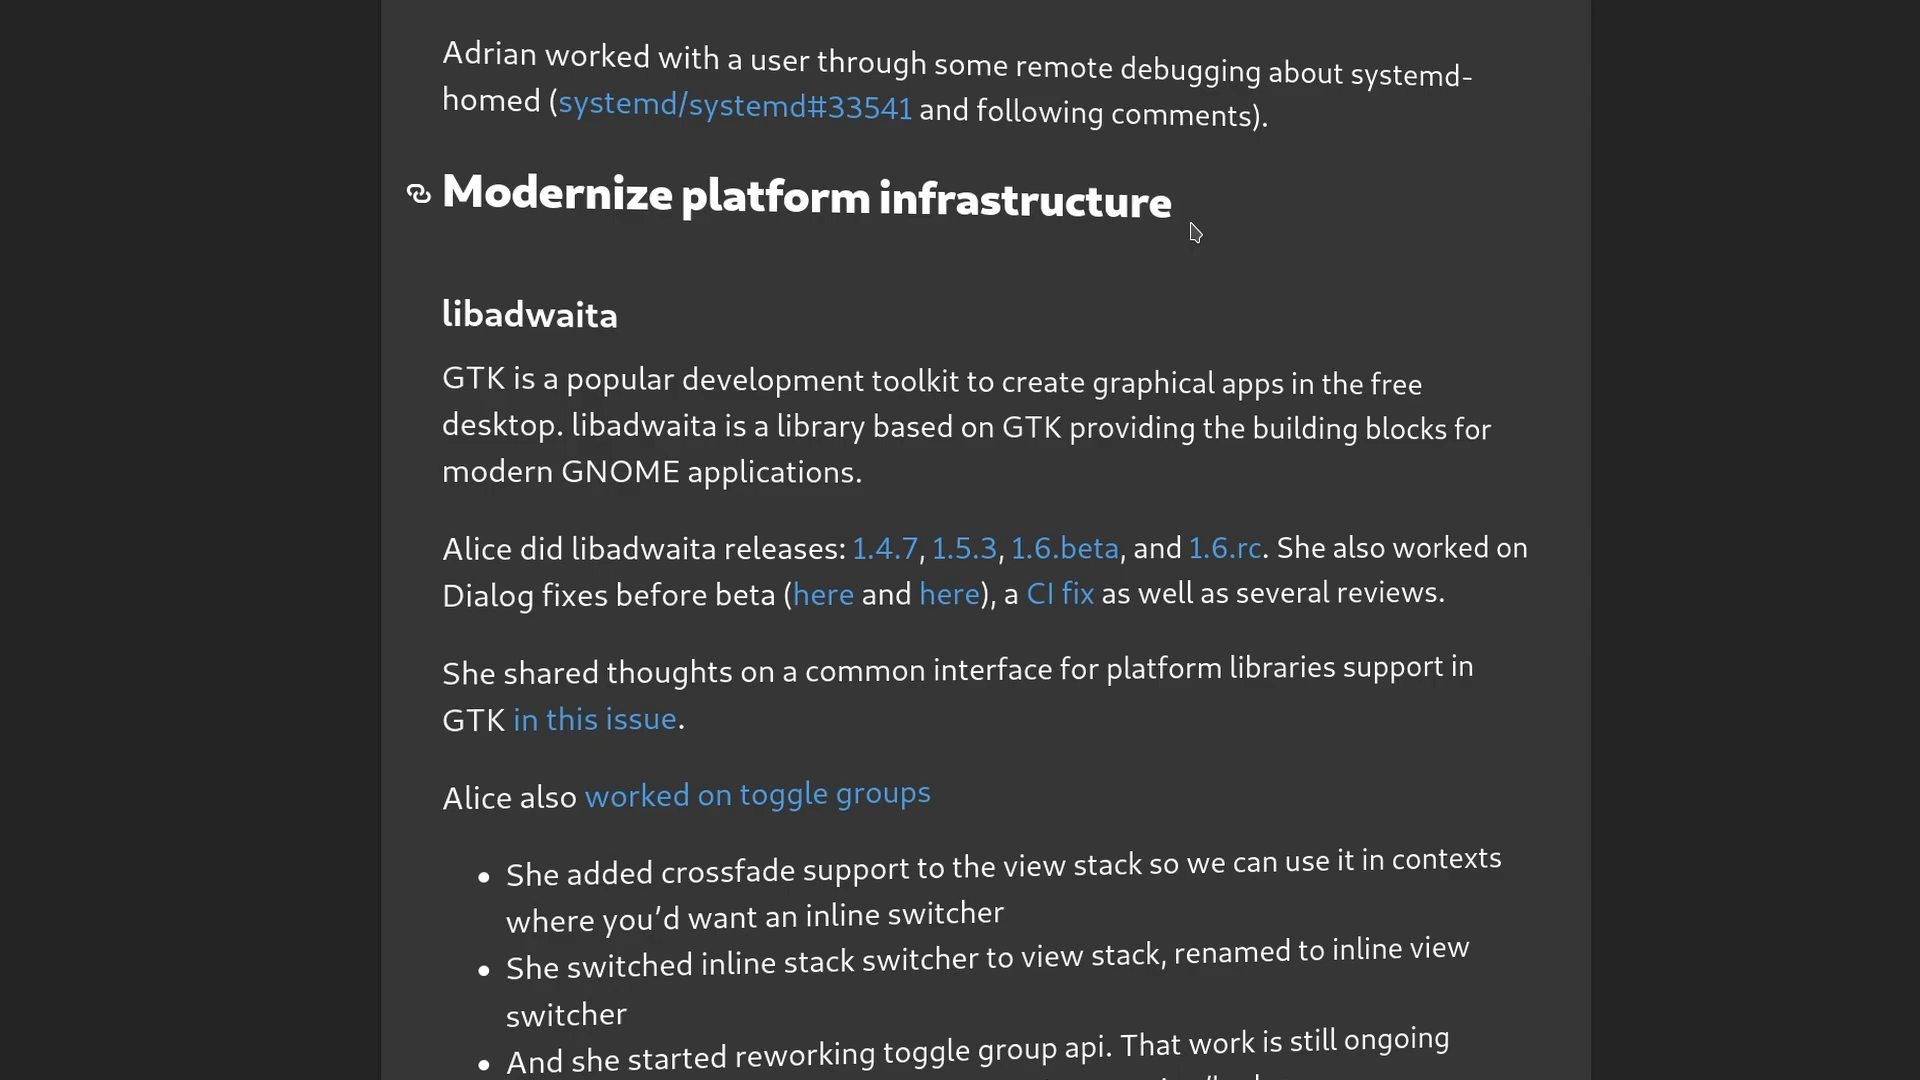 Adrian worked with a user through some remote debugging about systemd-
homed (systemd/systemd#33541 and following comments).
Modernize platform infrastructure
libadwaita
GTK is a popular development toolkit to create graphical apps in the free
desktop. libadwaita is a library based on GTK providing the building blocks for
modern GNOME applications.
Alice did libadwaita releases: 1.4.7, 1.5.3, 1.6.beta, and 1.6.rc. She also worked on
Dialog fixes before beta (here and here), a CI fix as well as several reviews.
She shared thoughts on a common interface for platform libraries support in
GTK in this issue.
Alice also worked on toggle groups
• She added crossfade support to the view stack so we can use it in contexts
where you’d want an inline switcher
• She switched inline stack switcher to view stack, renamed to inline view
switcher
• And she started reworking toggle group api. That work is still ongoing